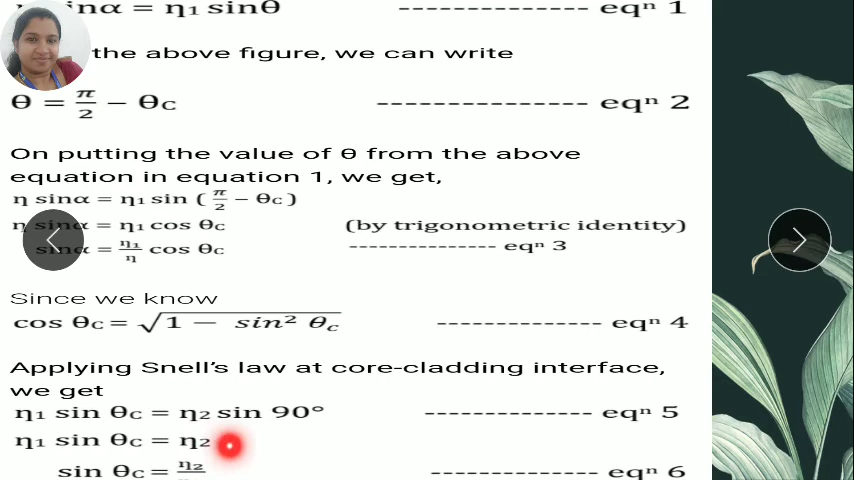 sinα = η₁ sinθ -------------- eqⁿ 1
the above figure, we can write
θ = π/2 − θC --------------- eqⁿ 2
On putting the value of θ from the above
equation in equation 1, we get,
η sinα = η₁ sin ( π/2 − θC )
η sinα = η₁ cos θC (by trigonometric identity)
sinα = η₁/η cos θC --------------- eqⁿ 3
Since we know
cos θC = √1 − sin² θc ------------- eqⁿ 4
Applying Snell's law at core-cladding interface,
we get
η₁ sin θC = η₂ sin 90° -------------- eqⁿ 5
η₁ sin θC = η₂
sin θC = η₂ -------------- eqⁿ 6